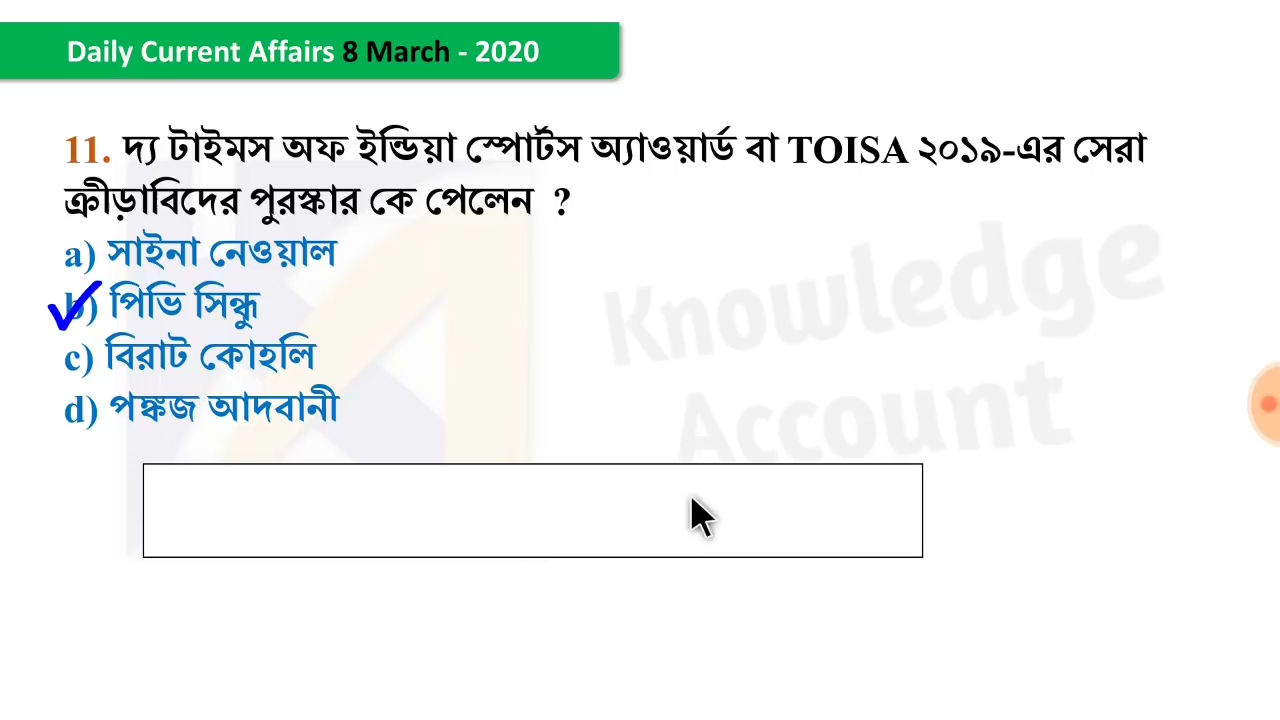 Daily Current Affairs 8 March - 2020
11. দ্য টাইমস অফ ইন্ডিয়া স্পোর্টস অ্যাওয়ার্ড বা TOISA ২০১৯-এর সেরা
ক্রীড়াবিদের পুরস্কার কে পেলেন ?
a) সাইনা নেওয়াল
b) পিভি সিন্ধু
c) বিরাট কোহলি
d) পঙ্কজ আদবানী
Knowledge
Account